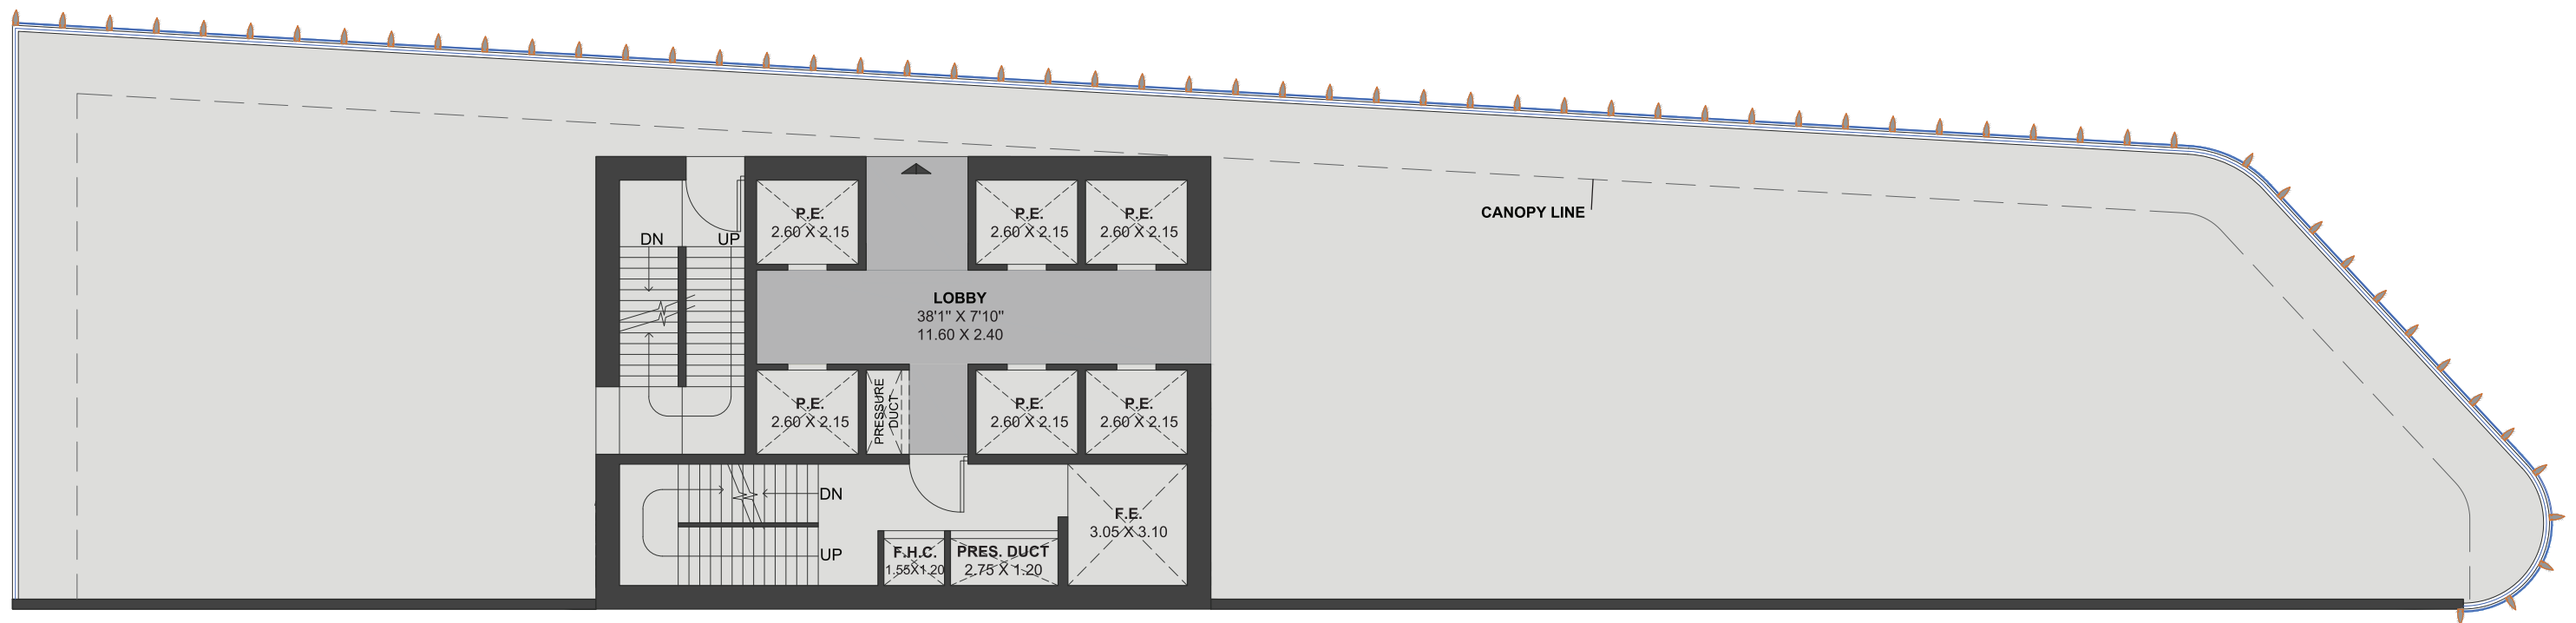 P.E.
2.60 X 2.15
P.E.
2.60 X 2.15
P.E.
2.60 X 2.15
CANOPY LINE
DN
UP
LOBBY
38'1" X 7'10"
11.60 X 2.40
P.E.
2.60 X 2.15
PRESSURE
DUCT
P.E.
2.60 X 2.15
P.E.
2.60 X 2.15
DN
UP
F.H.C.
1.55X1.20
PRES. DUCT
2.75 X 1.20
F.E.
3.05 X 3.10